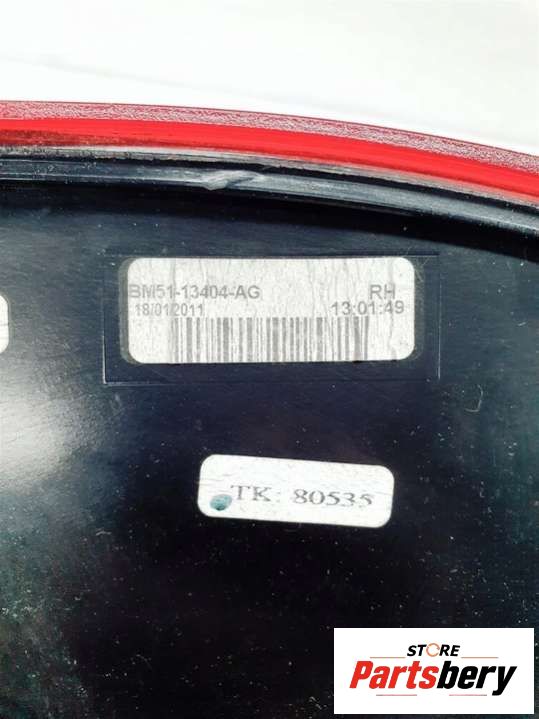 BM51-13404-AG RH
18/01/2011 13:01:49
TK: 80535
STORE
Partsbery